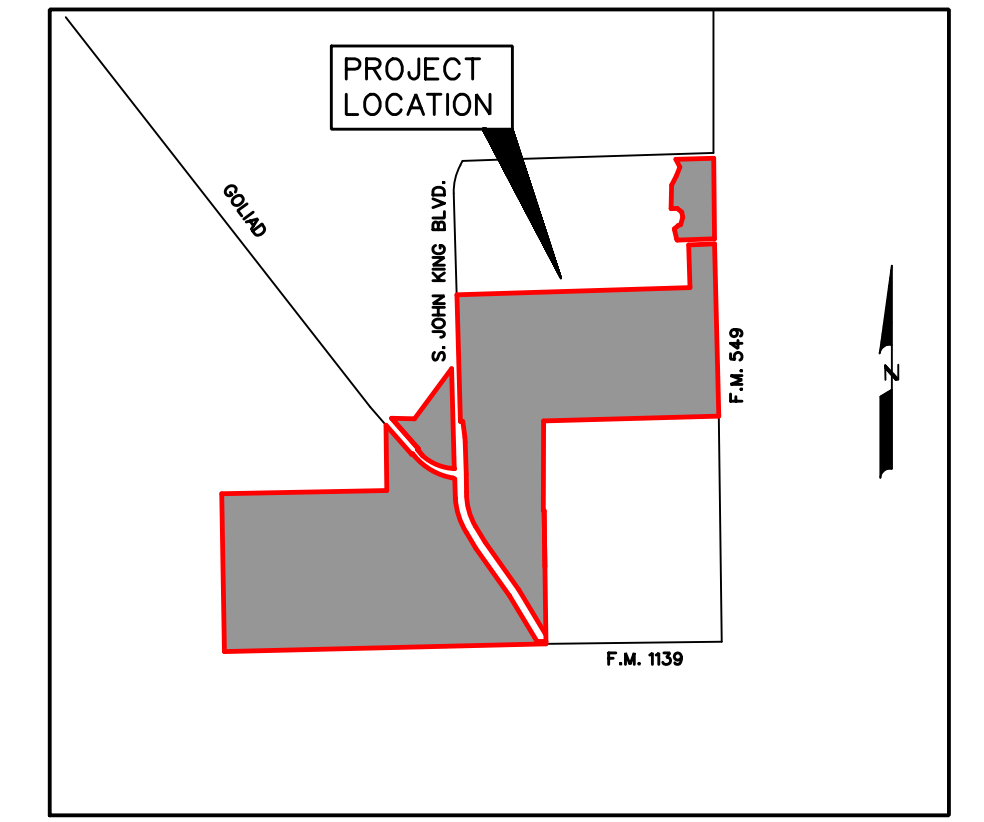 PROJECT
LOCATION
GOLIAD
S. JOHN KING BLVD.
F.M. 549
N
F.M. 1139